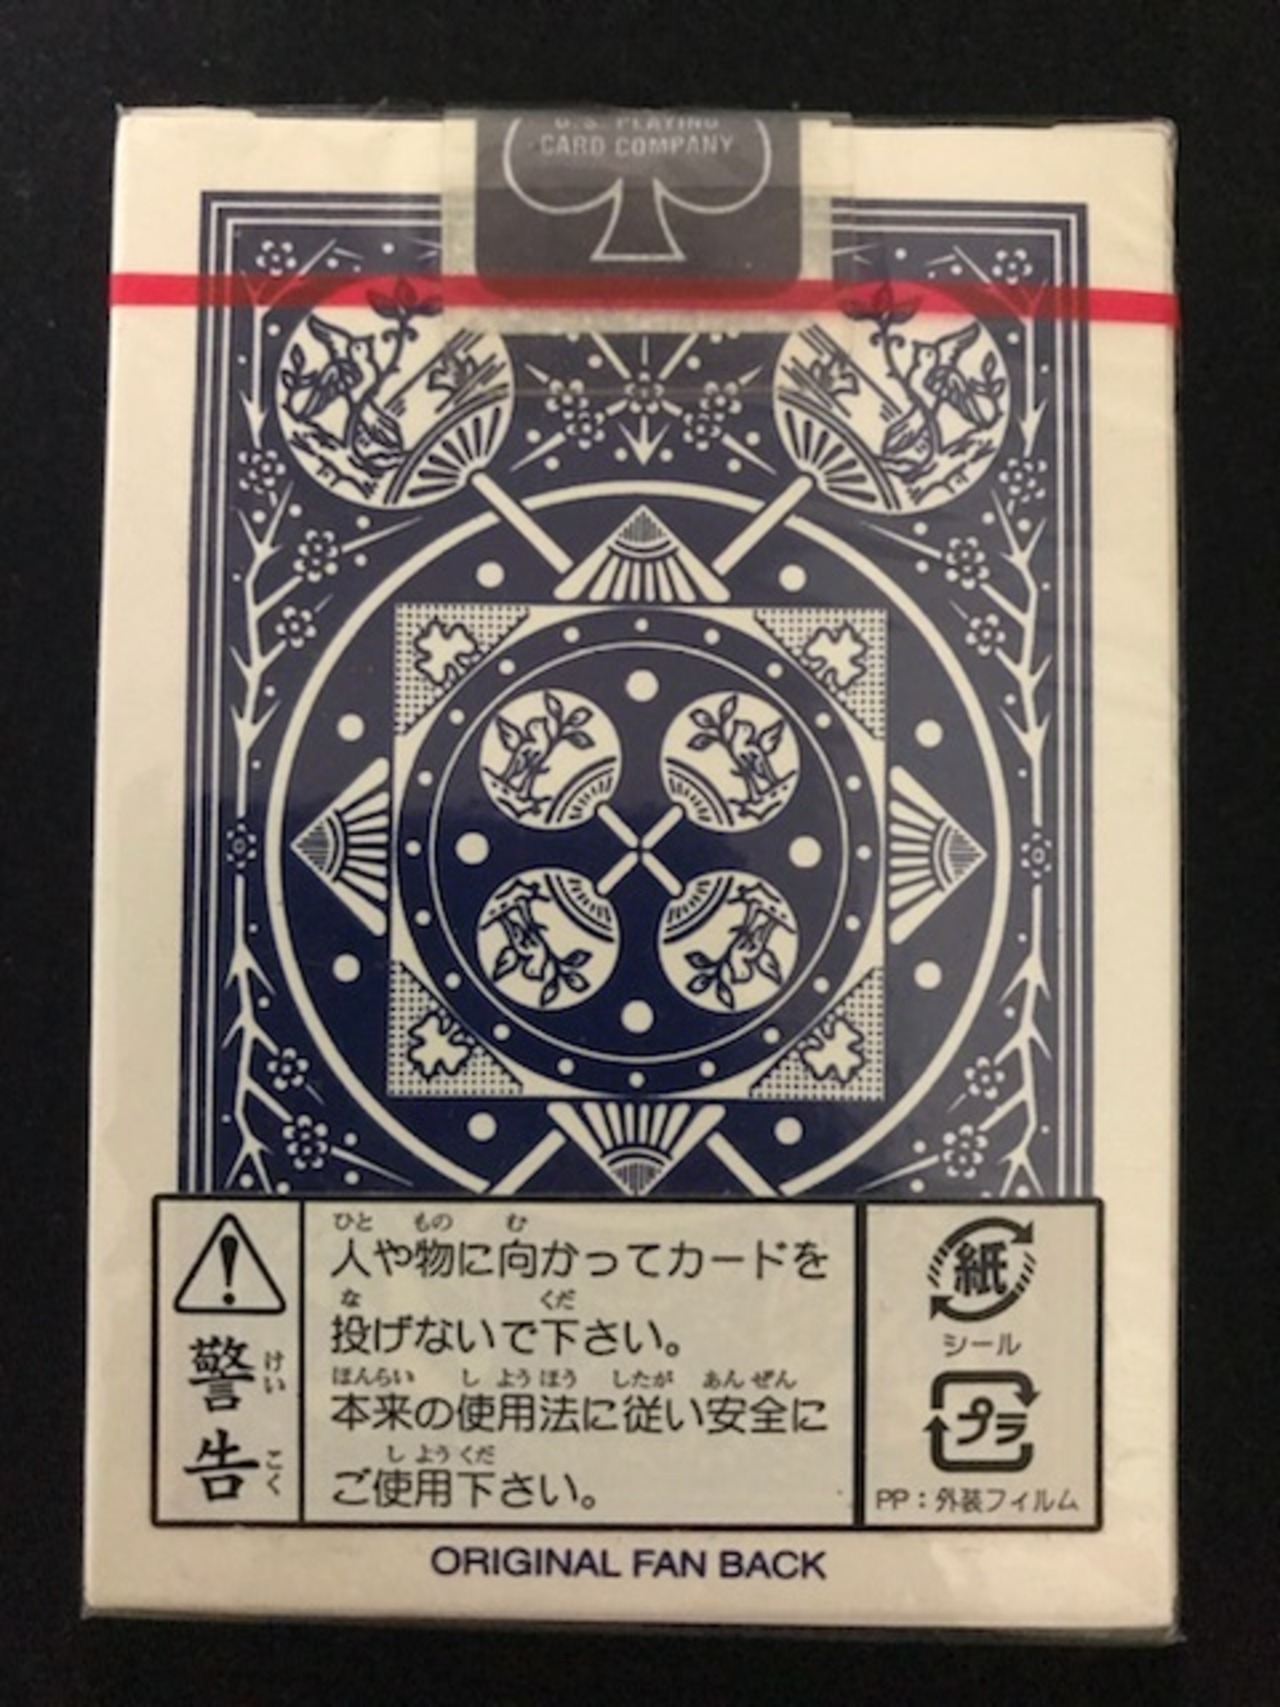 U.S. PLAYING
CARD COMPANY
警告
けいこく
ひと もの む
人や物に向かってカードを
な くだ
投げないで下さい。
ほんらい しようほう したが あんぜん
本来の使用法に従い安全に
しようくだ
ご使用下さい。
紙
シール
プラ
PP：外装フィルム
ORIGINAL FAN BACK